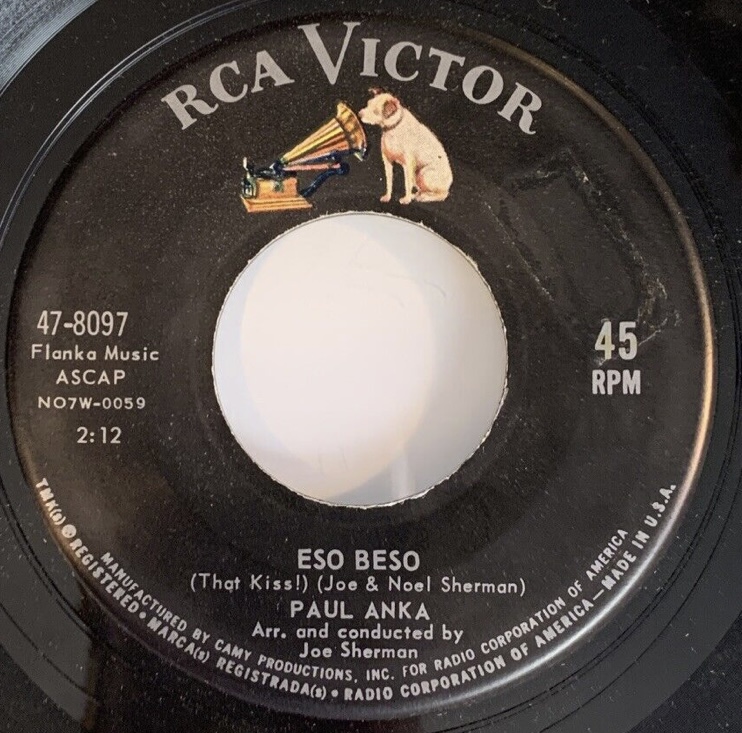 RCA VICTOR
47-8097
Flanka Music
ASCAP
NO7W-0059
2:12
45
RPM
ESO BESO
(That Kiss!) (Joe & Noel Sherman)
PAUL ANKA
Arr. and conducted by
Joe Sherman
MANUFACTURED BY CAMY PRODUCTIONS, INC. FOR RADIO CORPORATION OF AMERICA
TMK(s) ® REGISTERED • MARCA(s) REGISTRADA(s) • RADIO CORPORATION OF AMERICA—MADE IN U.S.A.